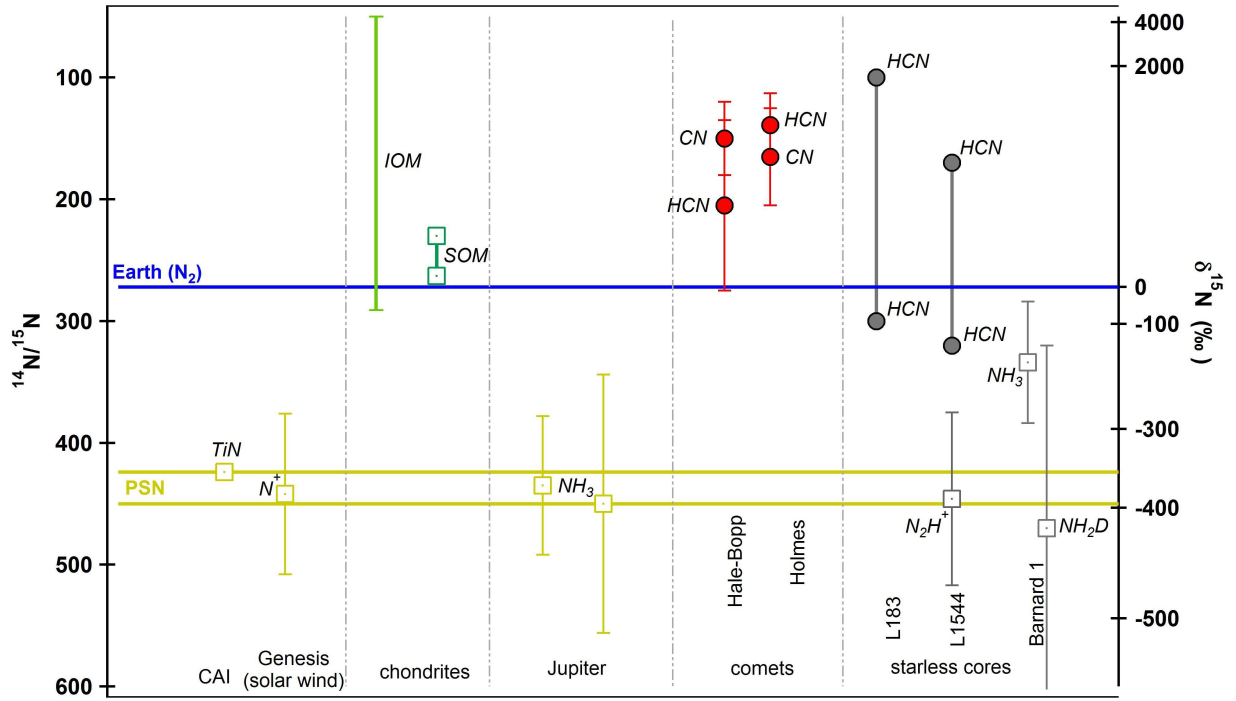 4000
2000
0
-100
-300
-400
-500
δ¹⁵N (‰)
100
200
300
400
500
600
¹⁴N/¹⁵N
Earth (N₂)
PSN
TiN
N⁺
IOM
SOM
NH₃
CN
HCN
HCN
CN
HCN
HCN
HCN
HCN
N₂H⁺
NH₃
NH₂D
Hale-Bopp
Holmes
L183
L1544
Barnard 1
CAI
Genesis
(solar wind)
chondrites
Jupiter
comets
starless cores